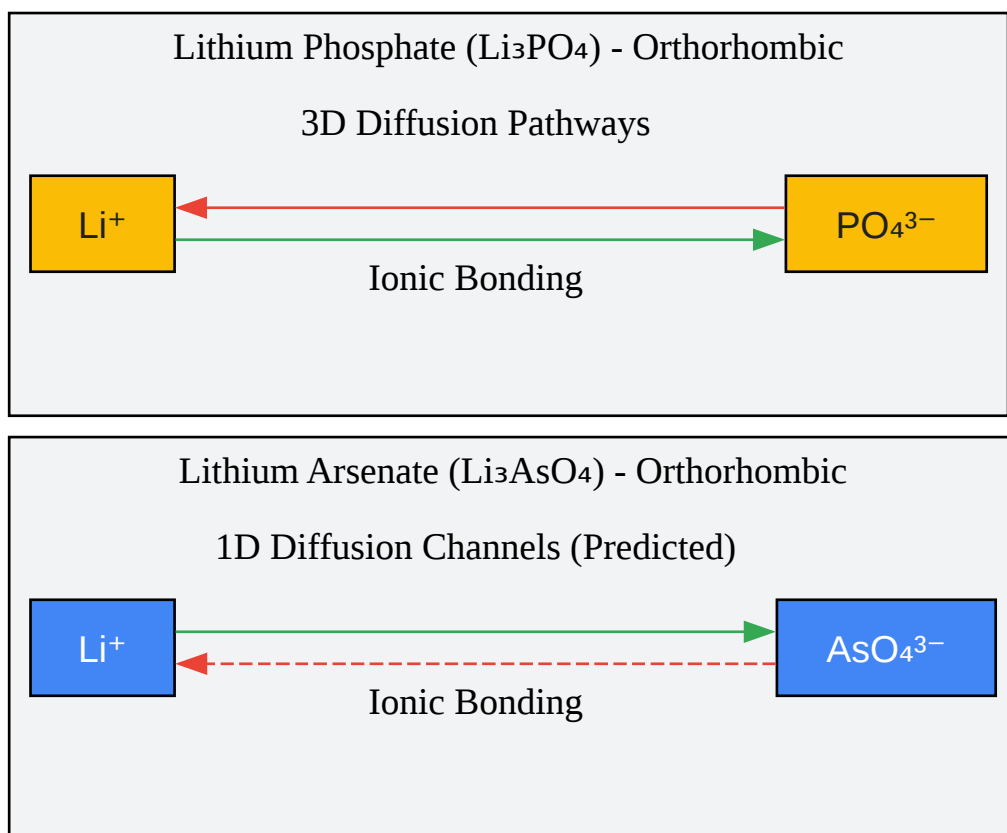 Lithium Phosphate (Li₃PO₄) - Orthorhombic
3D Diffusion Pathways
Li⁺
PO₄³⁻
Ionic Bonding
Lithium Arsenate (Li₃AsO₄) - Orthorhombic
1D Diffusion Channels (Predicted)
Li⁺
AsO₄³⁻
Ionic Bonding